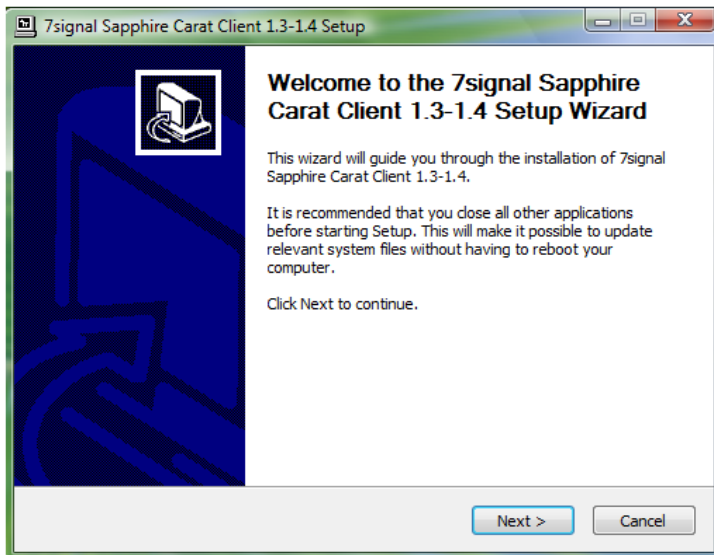 7signal Sapphire Carat Client 1.3-1.4 Setup
Welcome to the 7signal Sapphire
Carat Client 1.3-1.4 Setup Wizard
This wizard will guide you through the installation of 7signal
Sapphire Carat Client 1.3-1.4.
It is recommended that you close all other applications
before starting Setup. This will make it possible to update
relevant system files without having to reboot your
computer.
Click Next to continue.
Next >
Cancel